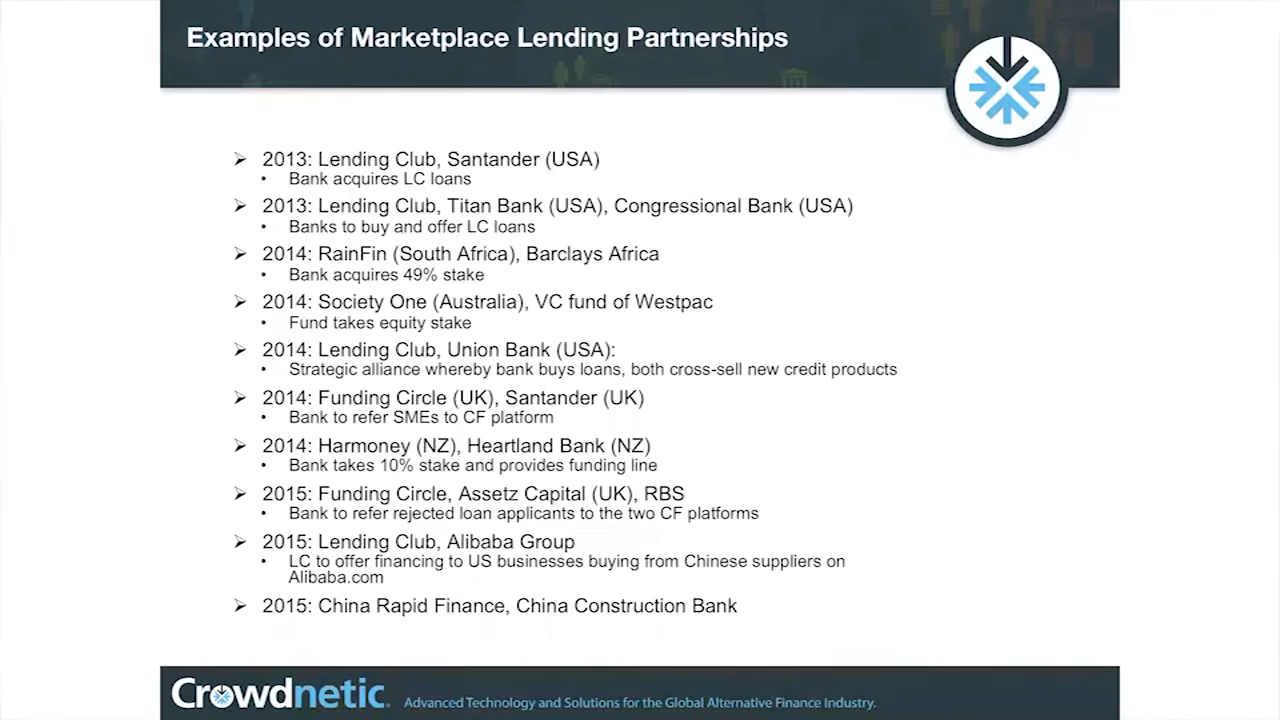 Examples of Marketplace Lending Partnerships
➢ 2013: Lending Club, Santander (USA)
• Bank acquires LC loans
➢ 2013: Lending Club, Titan Bank (USA), Congressional Bank (USA)
• Banks to buy and offer LC loans
➢ 2014: RainFin (South Africa), Barclays Africa
• Bank acquires 49% stake
➢ 2014: Society One (Australia), VC fund of Westpac
• Fund takes equity stake
➢ 2014: Lending Club, Union Bank (USA):
• Strategic alliance whereby bank buys loans, both cross-sell new credit products
➢ 2014: Funding Circle (UK), Santander (UK)
• Bank to refer SMEs to CF platform
➢ 2014: Harmoney (NZ), Heartland Bank (NZ)
• Bank takes 10% stake and provides funding line
➢ 2015: Funding Circle, Assetz Capital (UK), RBS
• Bank to refer rejected loan applicants to the two CF platforms
➢ 2015: Lending Club, Alibaba Group
• LC to offer financing to US businesses buying from Chinese suppliers on
Alibaba.com
➢ 2015: China Rapid Finance, China Construction Bank
Crowdnetic. Advanced Technology and Solutions for the Global Alternative Finance Industry.